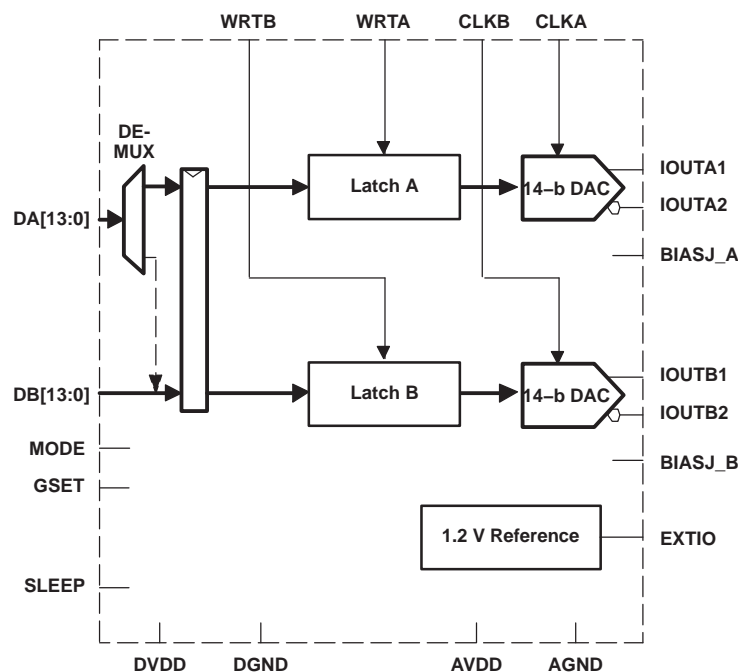 WRTB WRTA CLKB CLKA
DE-
MUX
DA[13:0]
Latch A
14–b DAC
IOUTA1
IOUTA2
BIASJ_A
DB[13:0]
Latch B
14–b DAC
IOUTB1
IOUTB2
MODE
BIASJ_B
GSET
1.2 V Reference
EXTIO
SLEEP
DVDD DGND AVDD AGND